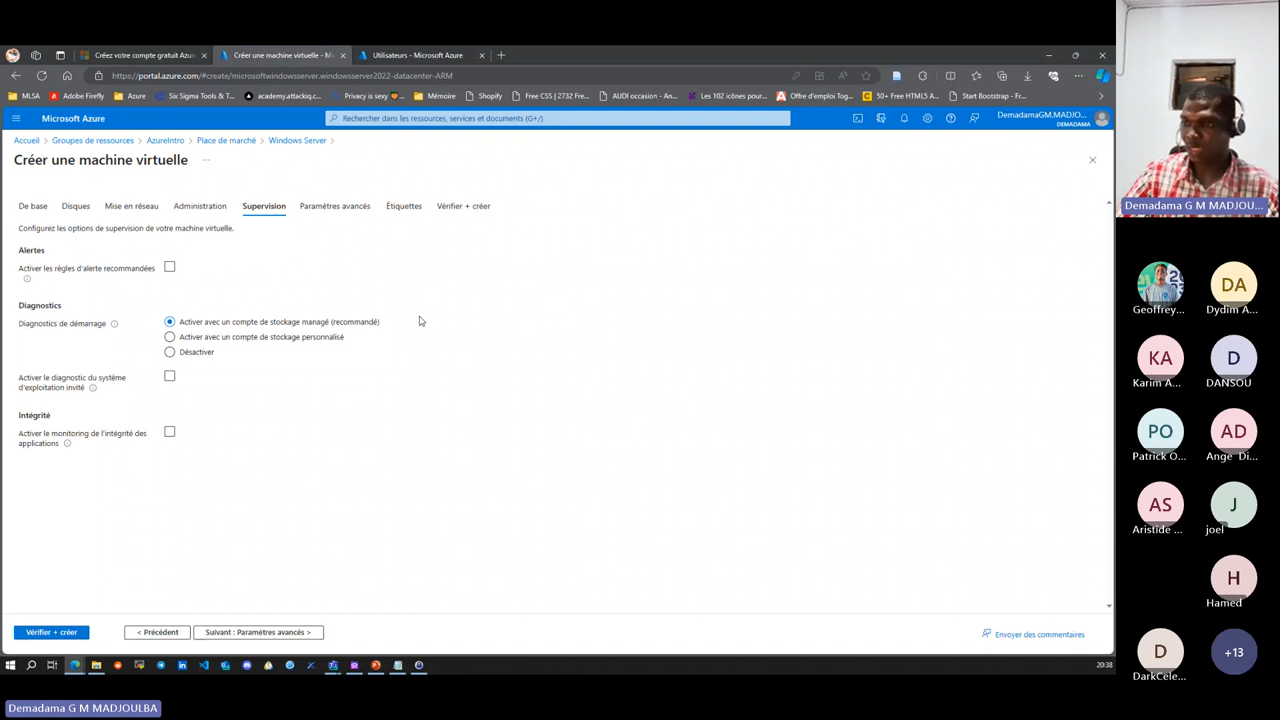 Créez votre compte gratuit Azur
Créer une machine virtuelle - Mi
Utilisateurs - Microsoft Azure
https://portal.azure.com/#create/microsoftwindowsserver.windowsserver2022-datacenter-ARM
MLSA
Adobe Firefly
Azure
Six Sigma Tools & T...
academy.attackiq.c...
Privacy is sexy
Mémoire
Shopify
Free CSS | 2732 Free...
AUDI occasion - An...
Les 102 icônes pour...
Offre d'emploi Tog...
50+ Free HTML5 A...
Start Bootstrap - Fr...
Microsoft Azure
Rechercher dans les ressources, services et documents (G+/)
DemadamaGM.MADJO...
DEMADAMA
Accueil > Groupes de ressources > AzureIntro > Place de marché > Windows Server >
Créer une machine virtuelle ...
De base
Disques
Mise en réseau
Administration
Supervision
Paramètres avancés
Étiquettes
Vérifier + créer
Configurez les options de supervision de votre machine virtuelle.
Alertes
Activer les règles d'alerte recommandées
Diagnostics
Diagnostics de démarrage
Activer avec un compte de stockage managé (recommandé)
Activer avec un compte de stockage personnalisé
Désactiver
Activer le diagnostic du système
d'exploitation invité
Intégrité
Activer le monitoring de l'intégrité des
applications
Vérifier + créer
< Précédent
Suivant : Paramètres avancés >
Envoyer des commentaires
20:38
Demadama G M MADJOULBA
Demadama G M MADJOU...
Geoffrey...
DA
Dydim A...
KA
Karim A...
D
DANSOU
PO
Patrick O...
AD
Ange Di...
AS
Aristide ...
J
joel
H
Hamed
D
DarkCele...
+13